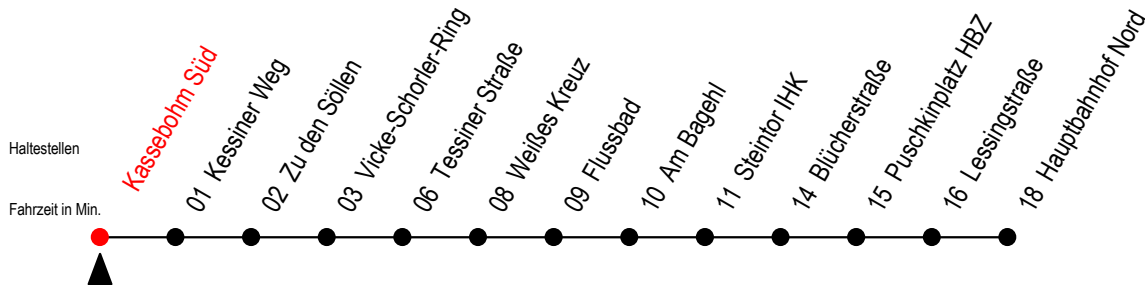 Haltestellen
Fahrzeit in Min.
Kassebohm Süd
01 Kessiner Weg
02 Zu den Söllen
03 Vicke-Schorler-Ring
06 Tessiner Straße
08 Weißes Kreuz
09 Flussbad
10 Am Bagehl
11 Steintor IHK
14 Blücherstraße
15 Puschkinplatz HBZ
16 Lessingstraße
18 Hauptbahnhof Nord